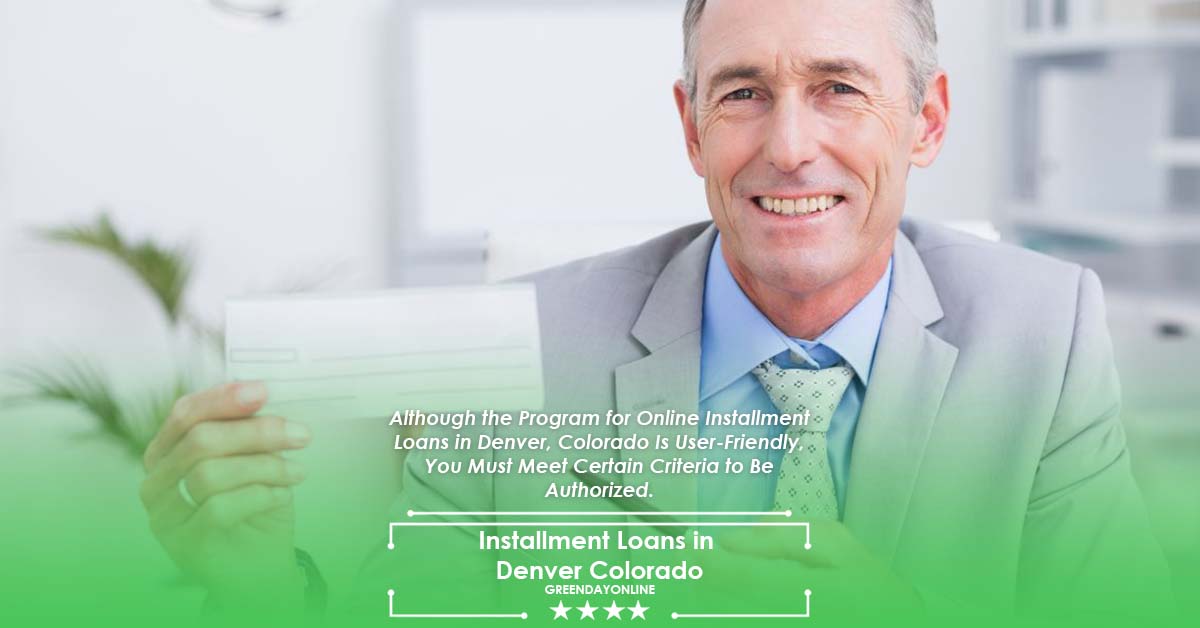 Although the Program for Online Installment
Loans in Denver, Colorado Is User-Friendly,
You Must Meet Certain Criteria to Be
Authorized.
Installment Loans in
Denver Colorado
GREENDAYONLINE